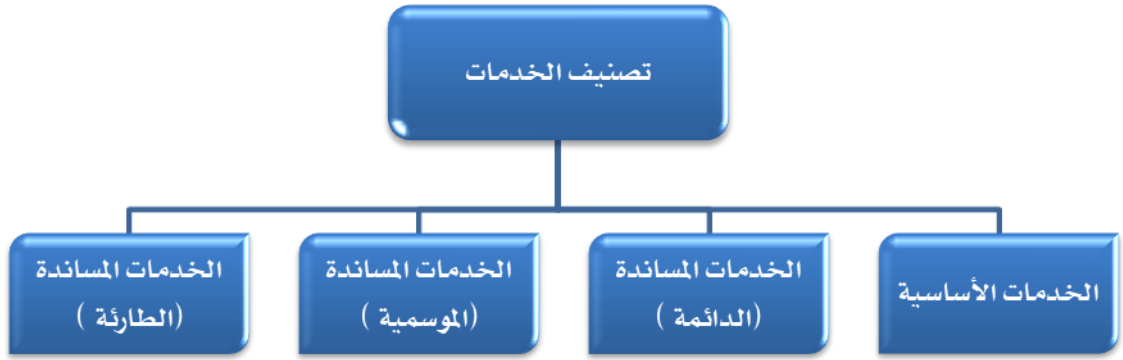 تصنيف الخدمات
الخدمات الأساسية
الخدمات المساندة
(الدائمة )
الخدمات المساندة
(الموسمية )
الخدمات المساندة
(الطارئة )